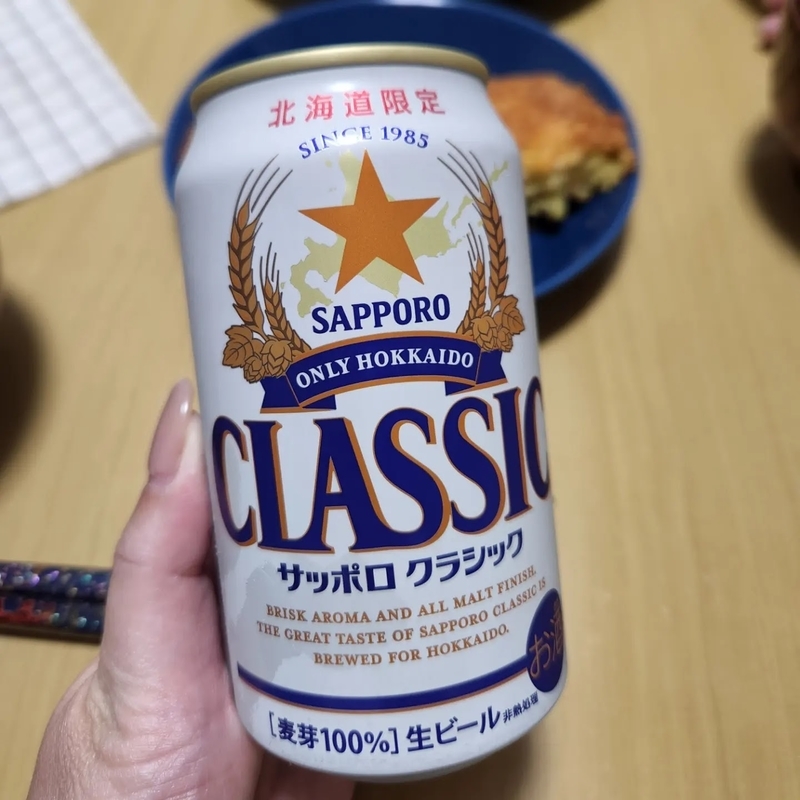 北海道限定
SINCE 1985
SAPPORO
ONLY HOKKAIDO
CLASSIC
サッポロ クラシック
BRISK AROMA AND ALL MALT FINISH.
THE GREAT TASTE OF SAPPORO CLASSIC IS
BREWED FOR HOKKAIDO.
お酒
[麦芽100%] 生ビール 非熱処理